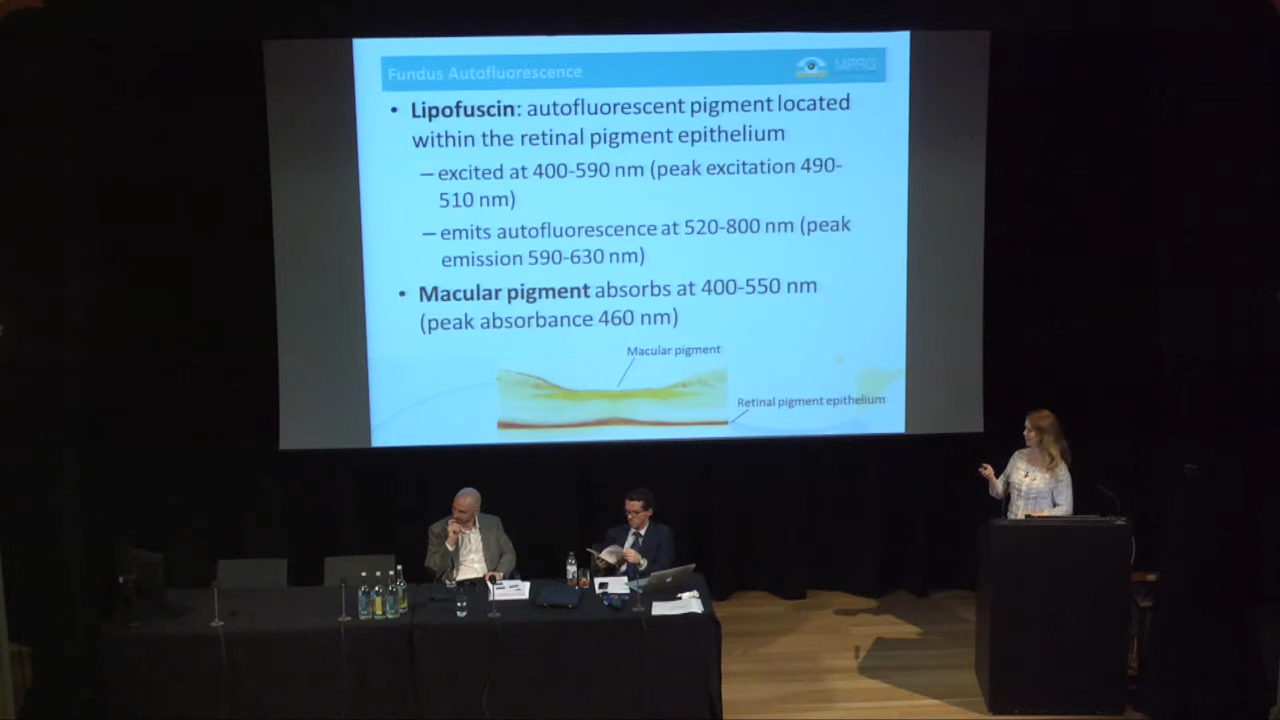 Fundus Autofluorescence
MPRG
• Lipofuscin: autofluorescent pigment located
within the retinal pigment epithelium
– excited at 400-590 nm (peak excitation 490-
510 nm)
– emits autofluorescence at 520-800 nm (peak
emission 590-630 nm)
• Macular pigment absorbs at 400-550 nm
(peak absorbance 460 nm)
Macular pigment
Retinal pigment epithelium